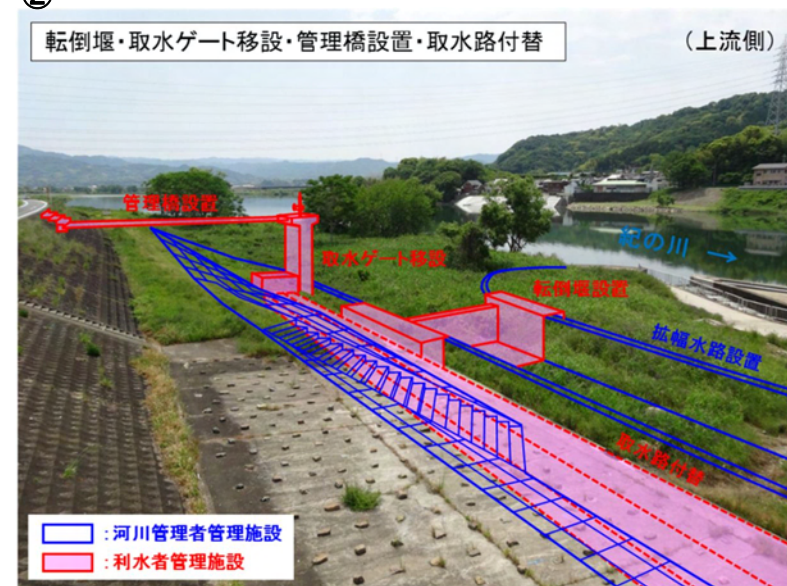 ②
転倒堰・取水ゲート移設・管理橋設置・取水路付替
(上流側)
管理橋設置
取水ゲート移設
紀の川 →
転倒堰設置
拡幅水路設置
取水路付替
:河川管理者管理施設
:利水者管理施設